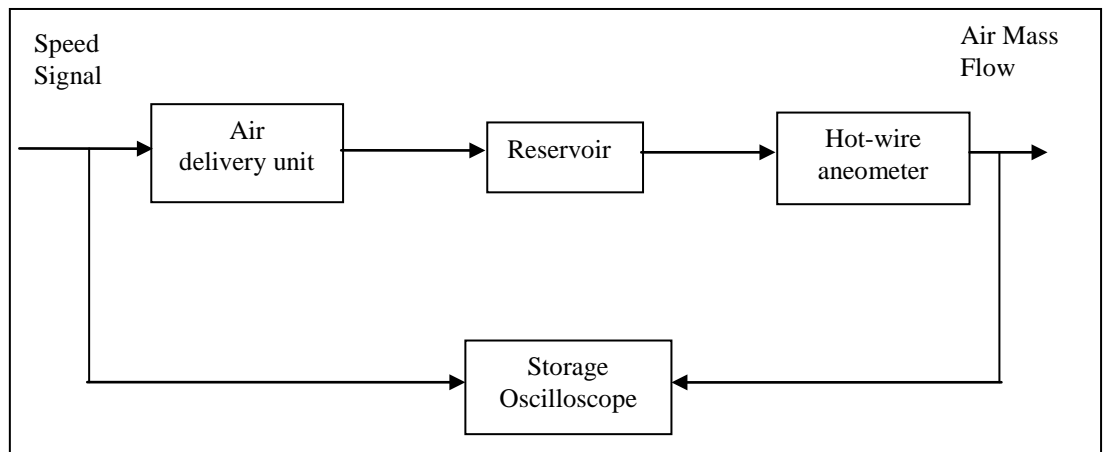 Speed
Signal
Air Mass
Flow
Air
delivery unit
Reservoir
Hot-wire
aneometer
Storage
Oscilloscope